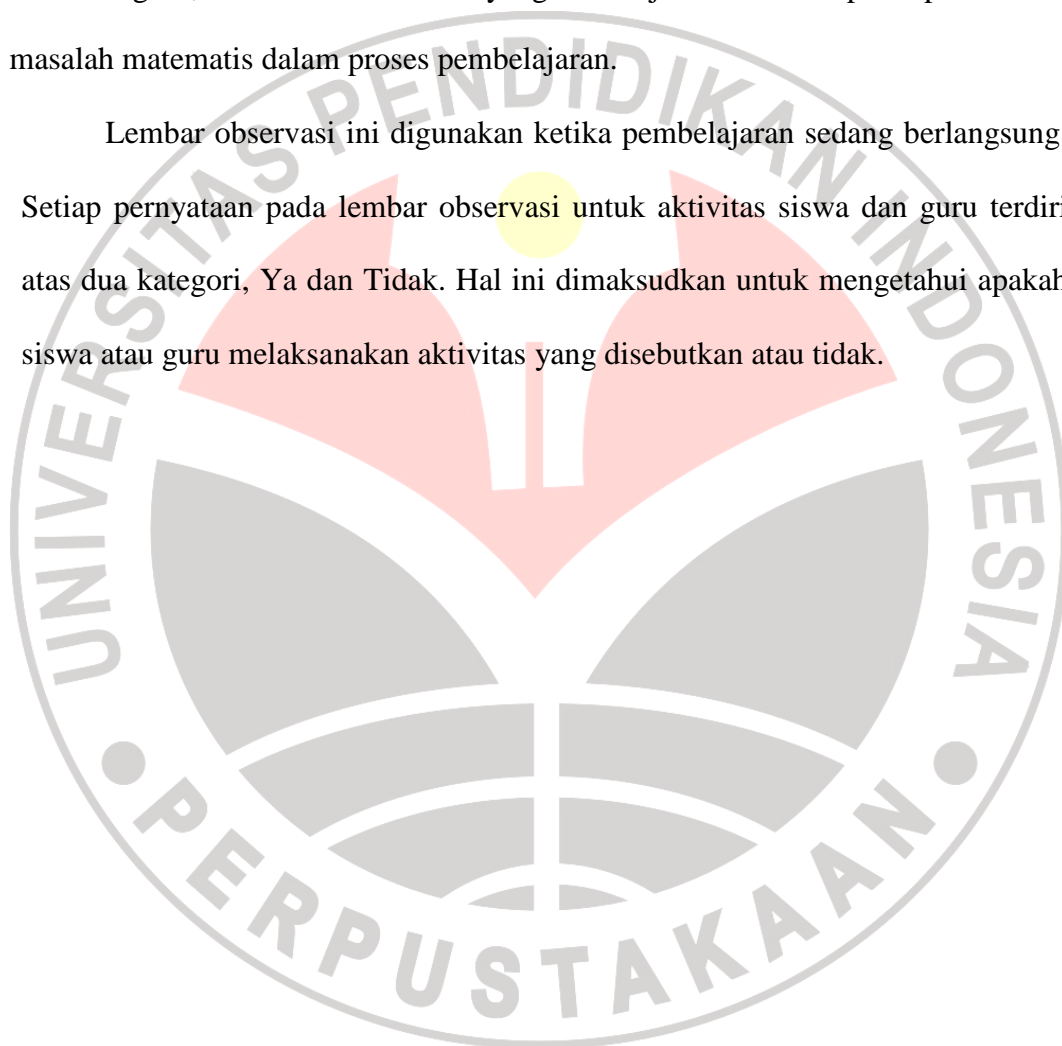 masalah matematis dalam proses pembelajaran.
Lembar observasi ini digunakan ketika pembelajaran sedang berlangsung
Setiap pernyataan pada lembar observasi untuk aktivitas siswa dan guru terdiri
atas dua kategori, Ya dan Tidak. Hal ini dimaksudkan untuk mengetahui apakah
siswa atau guru melaksanakan aktivitas yang disebutkan atau tidak.
UNIVERSITAS PENDIDIKAN INDONESIA
PERPUSTAKAAN